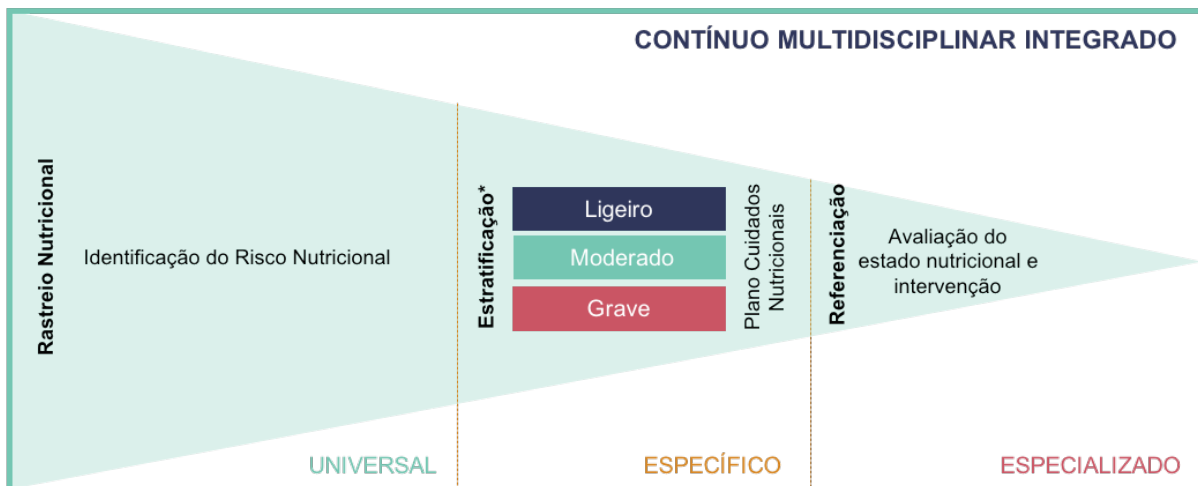 CONTÍNUO MULTIDISCIPLINAR INTEGRADO
Rastreio Nutricional
Identificação do Risco Nutricional
Estratificação*
Ligeiro
Moderado
Grave
Plano Cuidados
Nutricionais
Referenciação
Avaliação do
estado nutricional e
intervenção
UNIVERSAL
ESPECÍFICO
ESPECIALIZADO